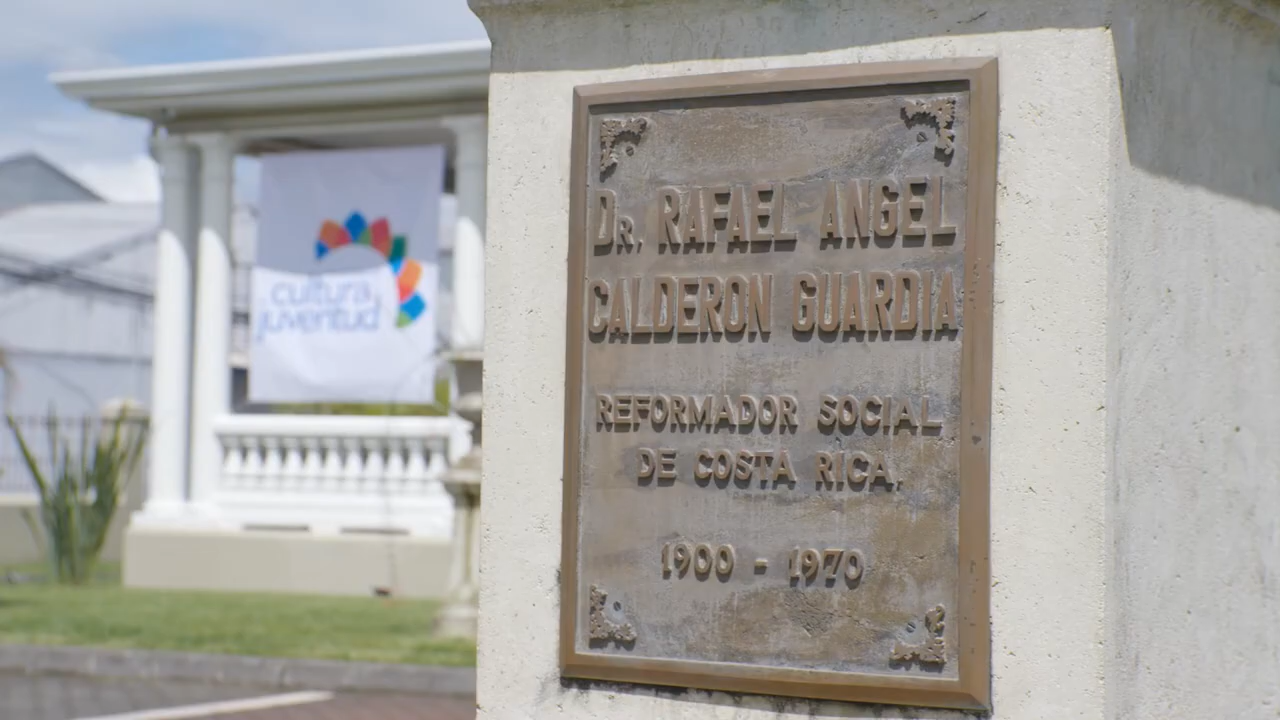 cultura
juventud
DR. RAFAEL ANGEL
CALDERON GUARDIA
REFORMADOR SOCIAL
DE COSTA RICA,
1900 - 1970